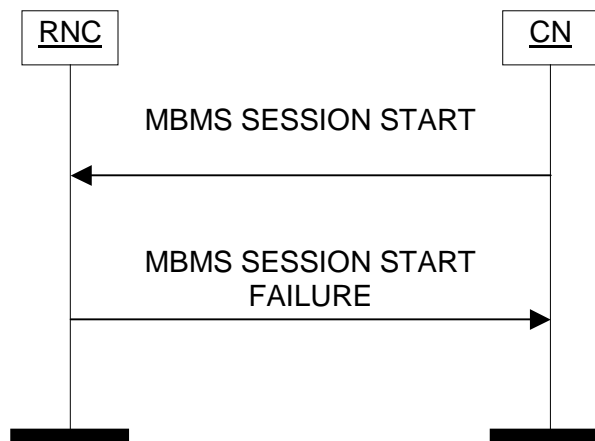 RNC
CN
MBMS SESSION START
MBMS SESSION START
FAILURE